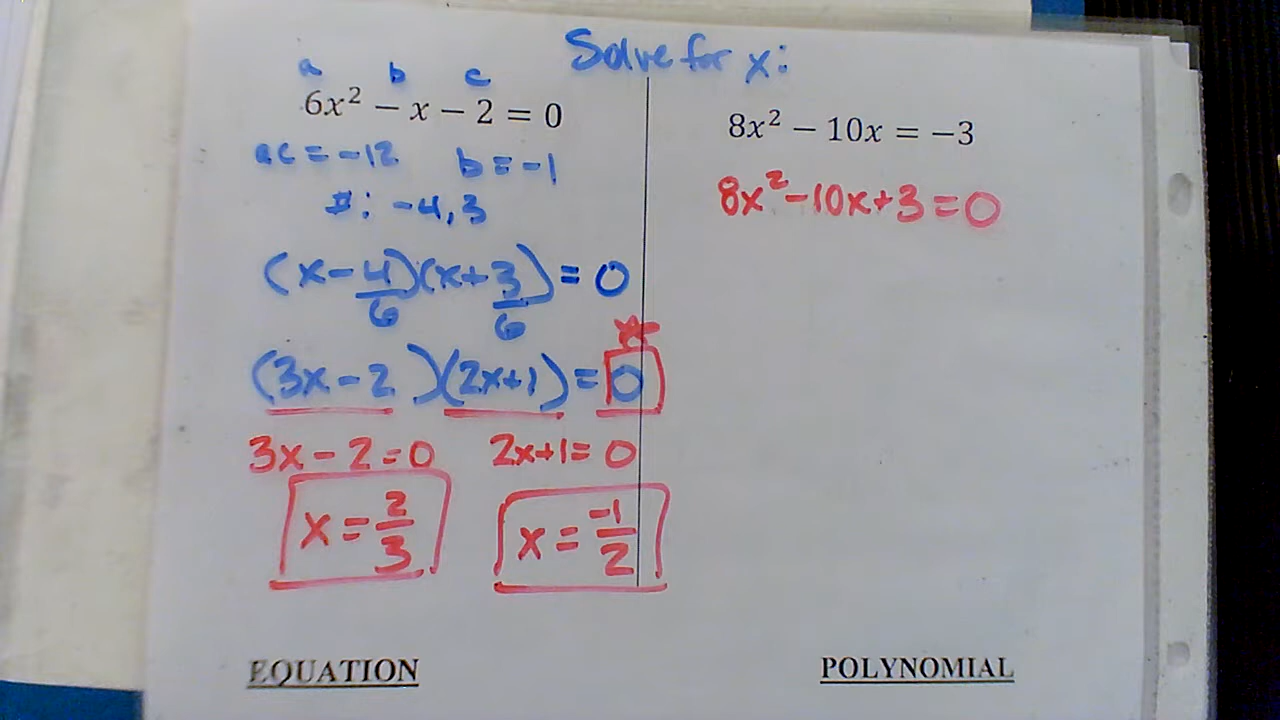 Solve for x:
a b c
6x² − x − 2 = 0
ac = -12 b = -1
#: -4, 3
(x - 4/6)(x + 3/6) = 0
*
(3x - 2 )(2x+1) = 0
3x - 2 = 0 2x+1 = 0
x = 2/3 x = -1/2
EQUATION
8x² − 10x = −3
8x² - 10x + 3 = 0
POLYNOMIAL